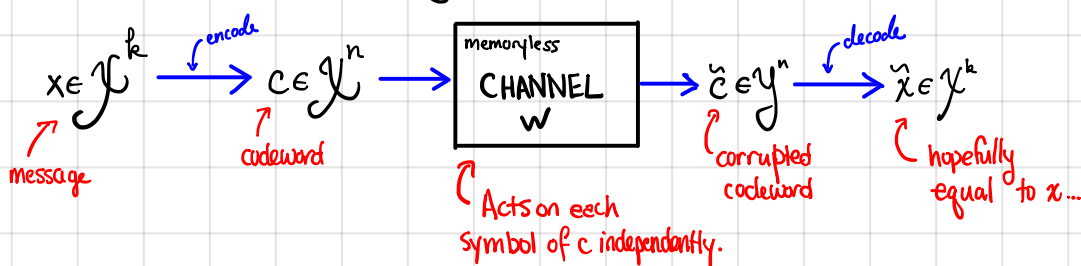 encode
decode
memoryless
x ∈ 𝒳^k
c ∈ 𝒳^n
CHANNEL
W
c̃ ∈ 𝒴^n
x̃ ∈ 𝒳^k
message
codeword
corrupted
codeword
hopefully
equal to x...
Acts on each
symbol of c independently.